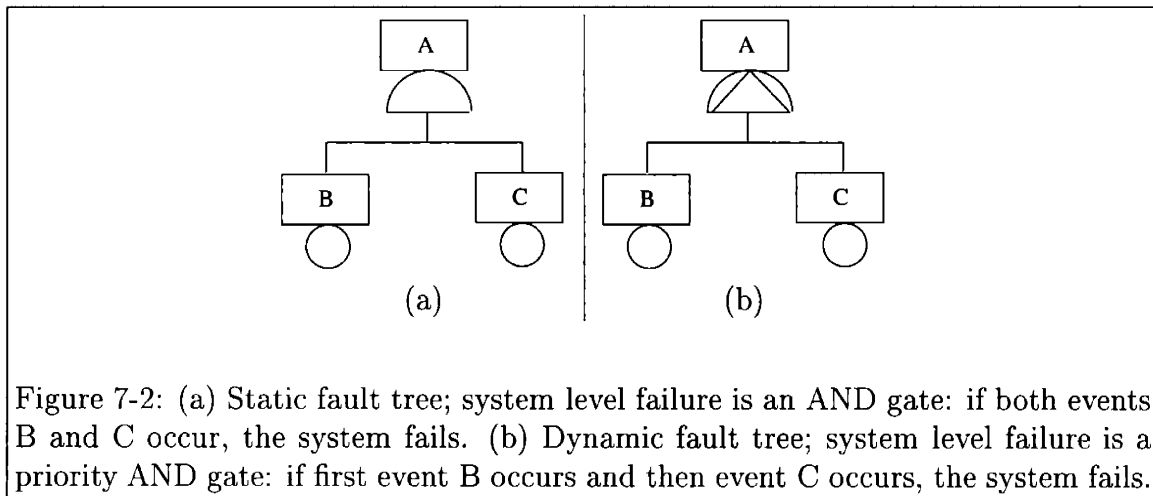 A
A
B
C
B
C
(a)
(b)
Figure 7-2: (a) Static fault tree; system level failure is an AND gate: if both events
B and C occur, the system fails. (b) Dynamic fault tree; system level failure is a
priority AND gate: if first event B occurs and then event C occurs, the system fails.